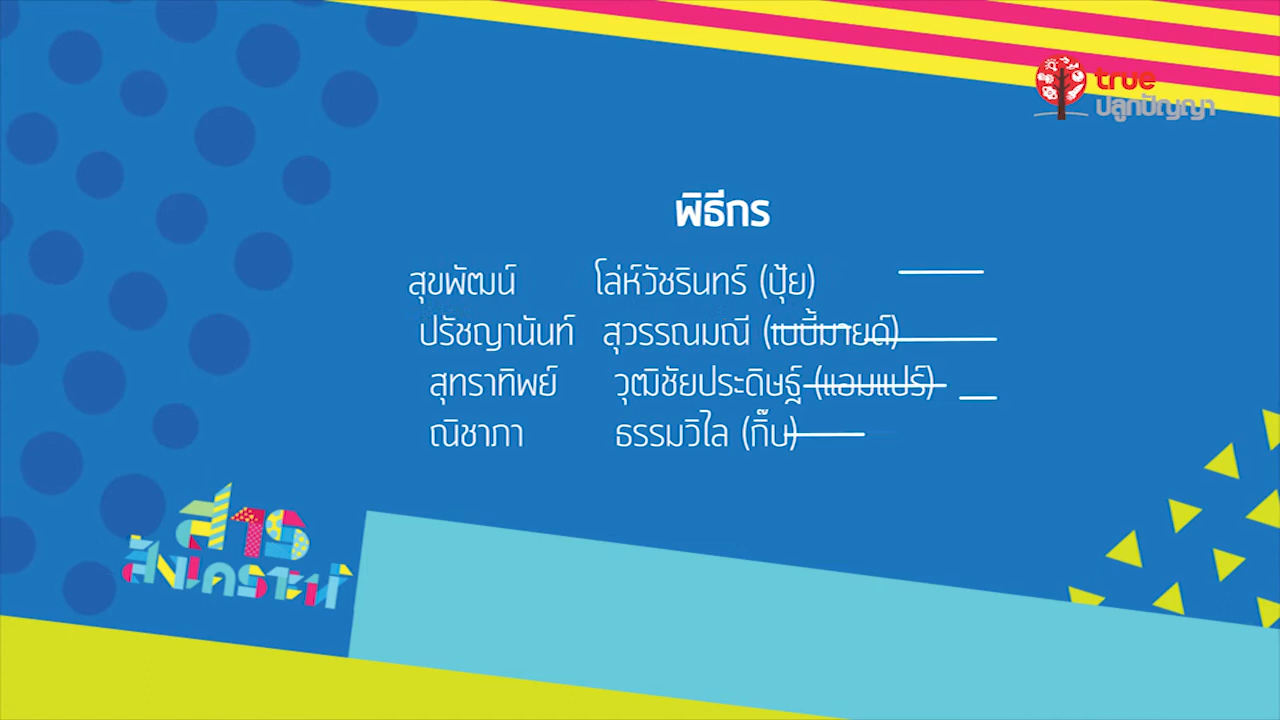 true
ปลูกปัญญา
พิธีกร
สุขพัฒน์ โล่ห์วัชรินทร์ (ปุ้ย)
ปรัชญานันท์ สุวรรณมณี (เบบี้มายด์)
สุทราทิพย์ วุฒิชัยประดิษฐ์ (แอมแปร์)
ณิชาภา ธรรมวิไล (กิ๊บ)
สาร
สังเคราะห์